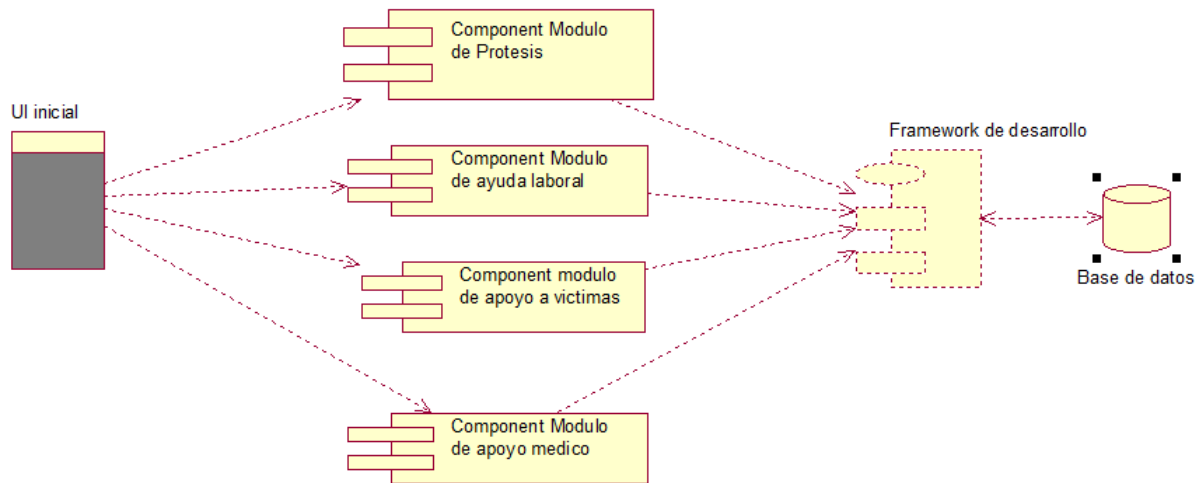 Component Modulo
de Protesis
UI inicial
Component Modulo
de ayuda laboral
Component modulo
de apoyo a victimas
Component Modulo
de apoyo medico
Framework de desarrollo
Base de datos